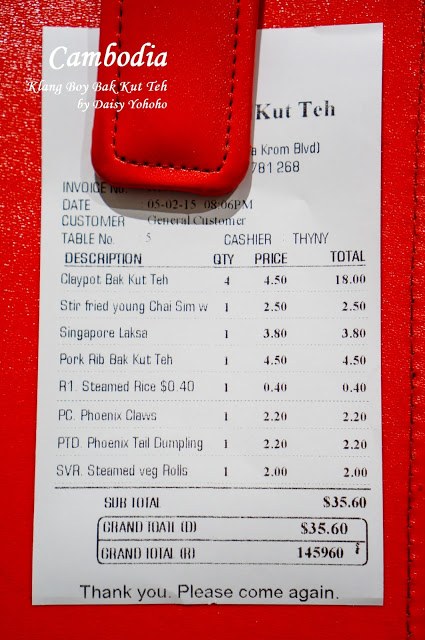 Cambodia
Klang Boy Bak Kut Teh
by Daisy Yohoho
Kut Teh
Krom Blvd)
781 268
INVOICE No.
DATE 05-02-15 08:06PM
CUSTOMER General Customer
TABLE No. 5 CASHIER THYNY
DESCRIPTION QTY PRICE TOTAL
Claypot Bak Kut Teh 4 4.50 18.00
Stir fried young Chai Sim w 1 2.50 2.50
Singapore Laksa 1 3.80 3.80
Pork Rib Bak Kut Teh 1 4.50 4.50
R1. Steamed Rice $0.40 1 0.40 0.40
PC. Phoenix Claws 1 2.20 2.20
PTD. Phoenix Tail Dumpling 1 2.20 2.20
SVR. Steamed veg Rolls 1 2.00 2.00
SUB TOTAL $35.60
GRAND TOATL (D) $35.60
GRAND TOTAL (R) 145960 ៛
Thank you. Please come again.